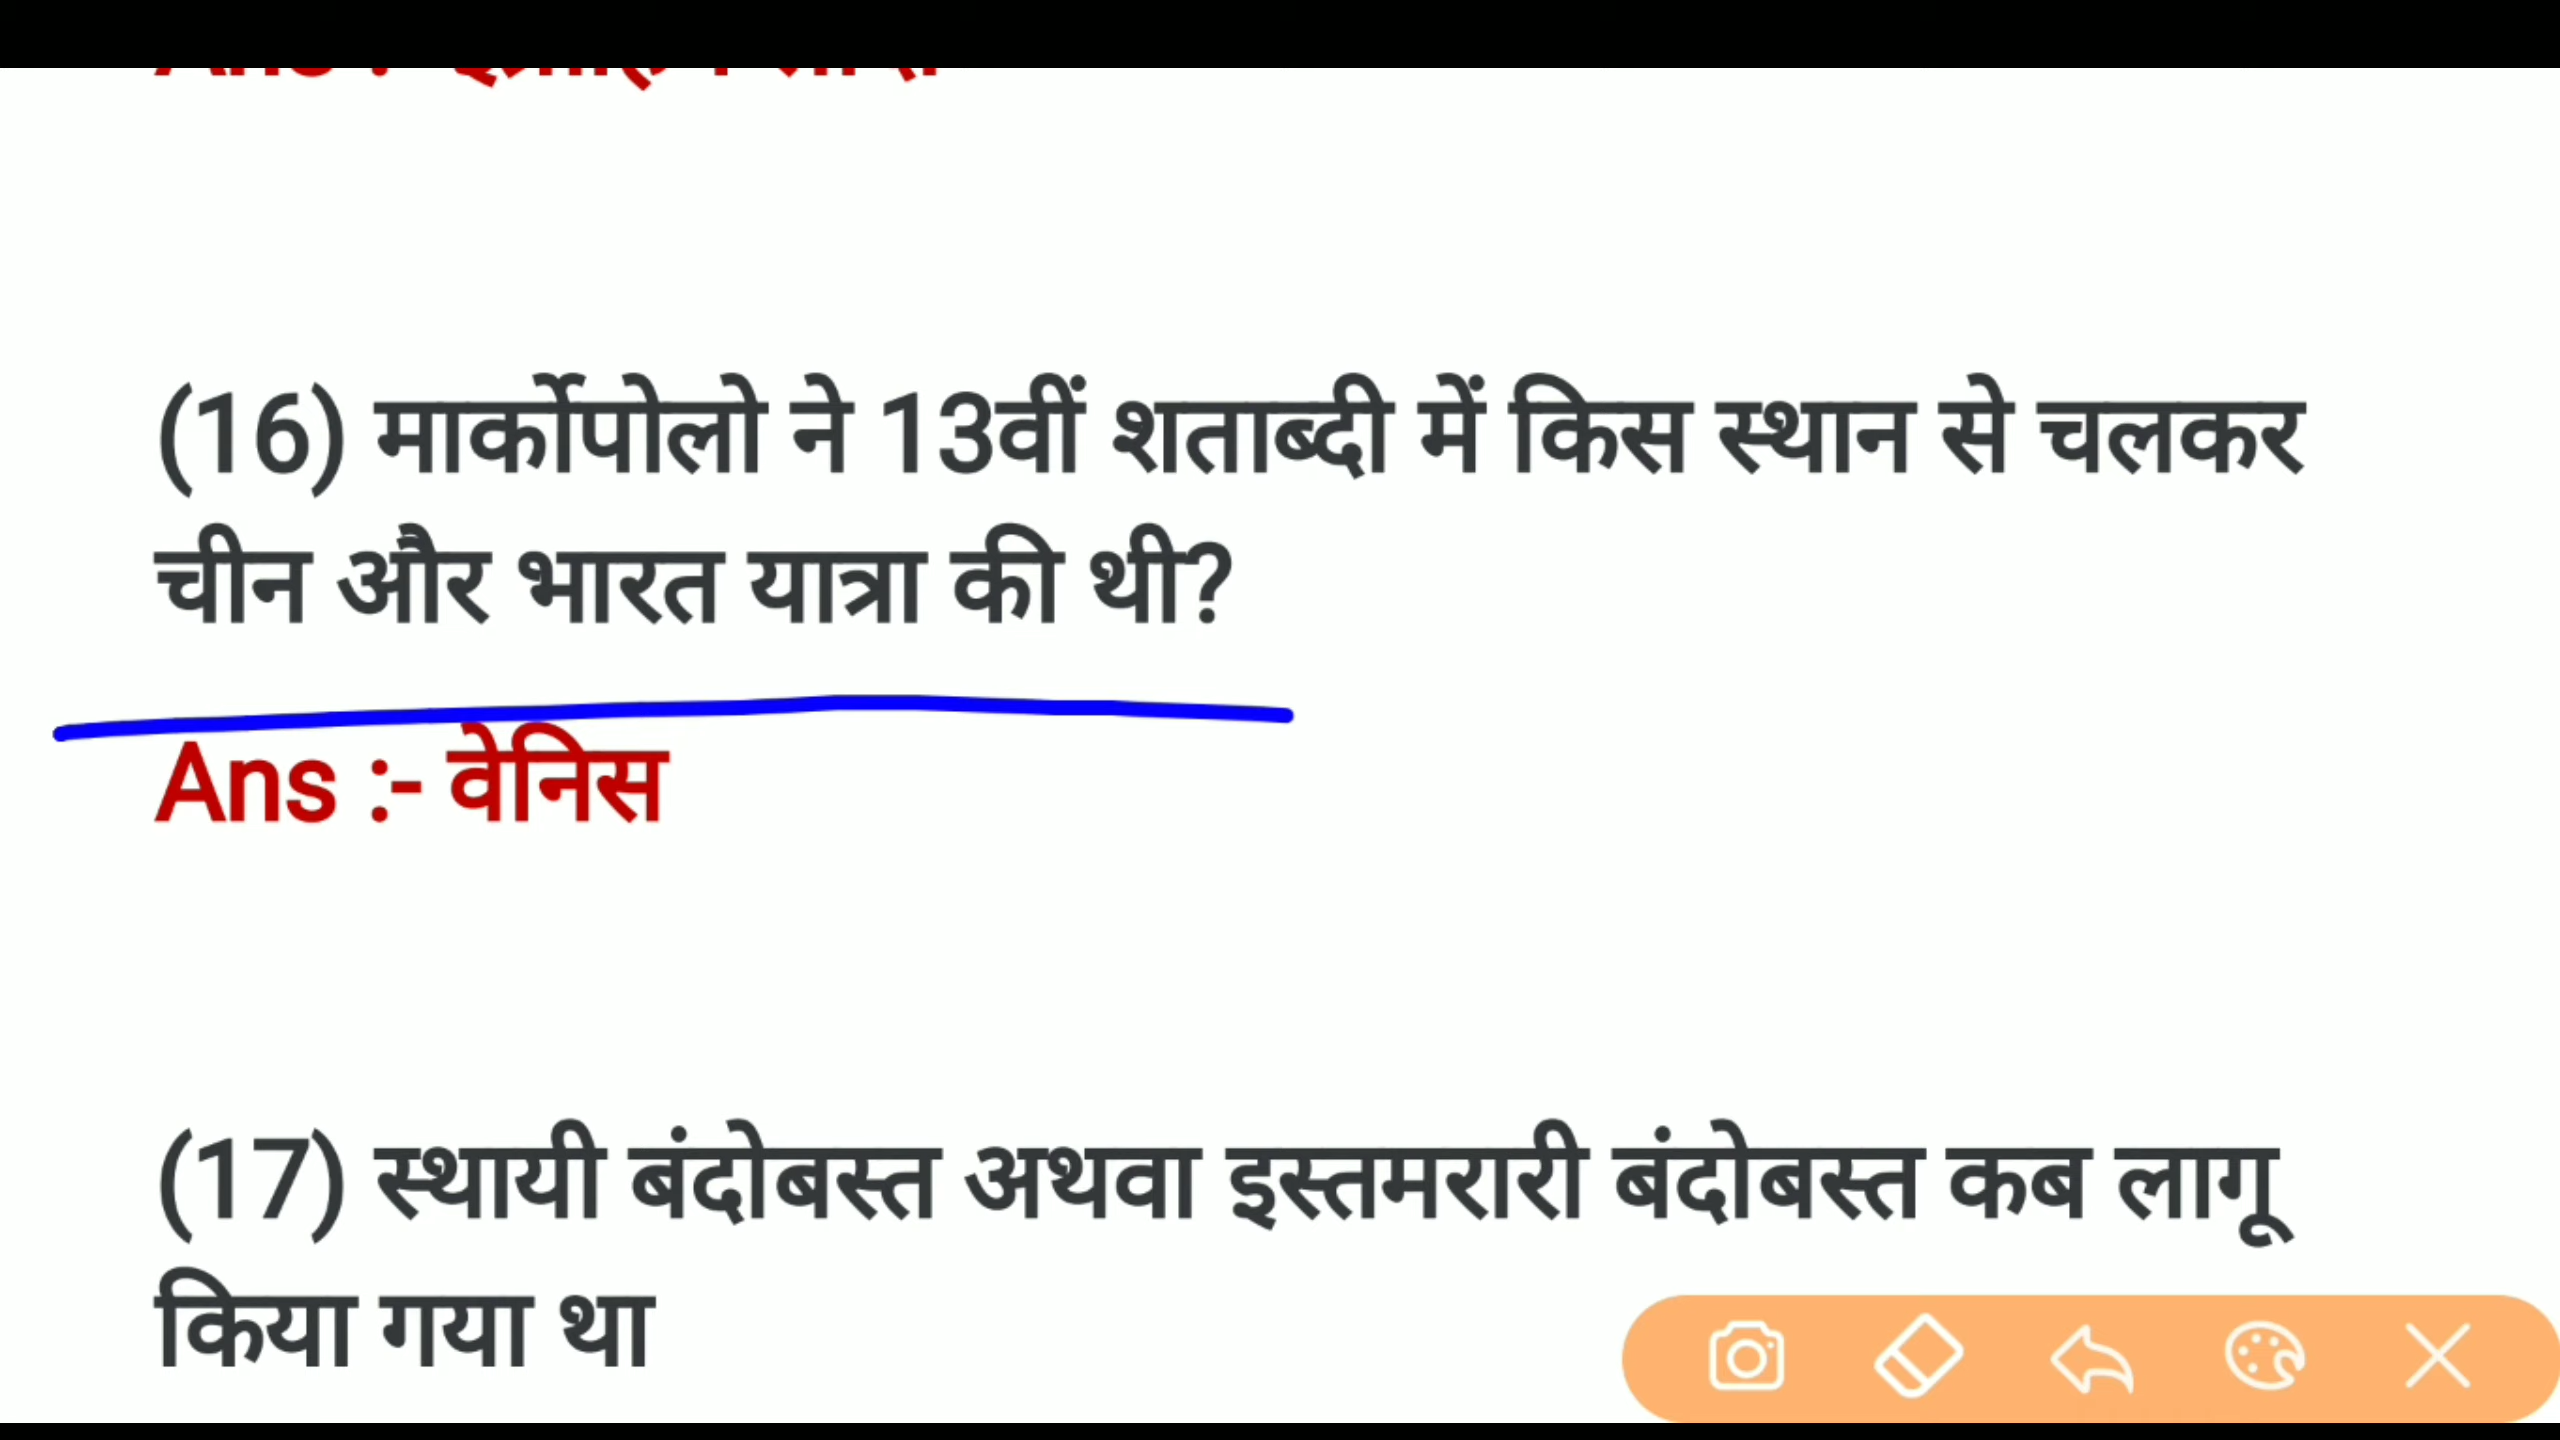 (16) मार्कोपोलो ने 13वीं शताब्दी में किस स्थान से चलकर
चीन और भारत यात्रा की थी?
Ans :- वेनिस
(17) स्थायी बंदोबस्त अथवा इस्तमरारी बंदोबस्त कब लागू
किया गया था